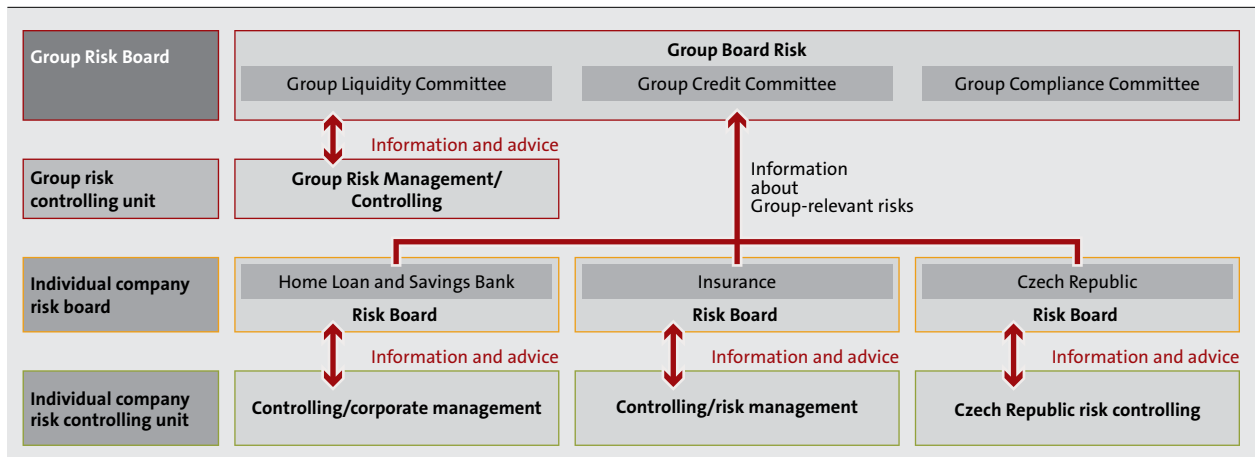 Group Risk Board
Group Board Risk
Group Liquidity Committee
Group Credit Committee
Group Compliance Committee
Information and advice
Group risk
controlling unit
Group Risk Management/
Controlling
Information
about
Group-relevant risks
Individual company
risk board
Home Loan and Savings Bank
Risk Board
Insurance
Risk Board
Czech Republic
Risk Board
Information and advice
Information and advice
Information and advice
Individual company
risk controlling unit
Controlling/corporate management
Controlling/risk management
Czech Republic risk controlling